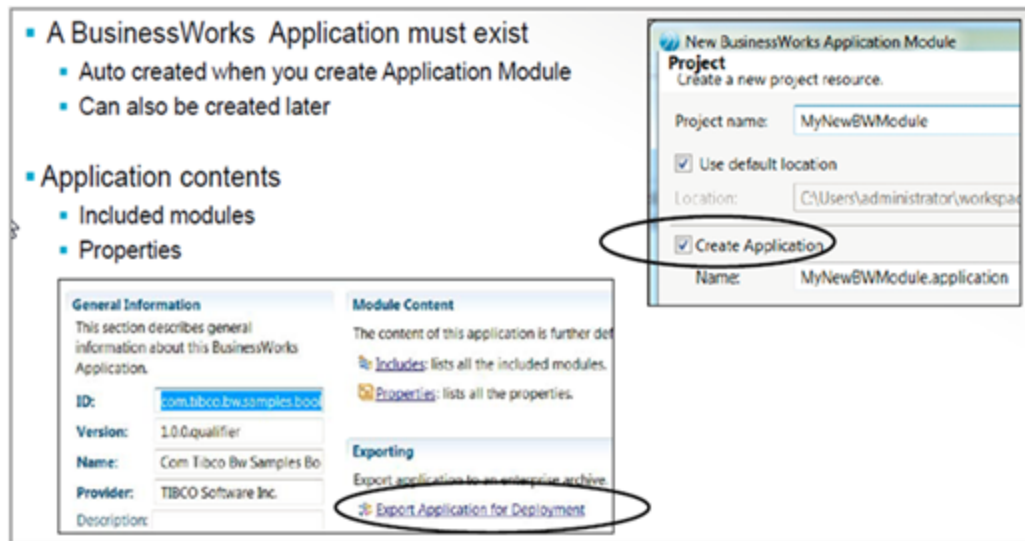 A BusinessWorks Application must exist
Auto created when you create Application Module
Can also be created later
Application contents
Included modules
Properties
New BusinessWorks Application Module
Project
Create a new project resource.
Project name: MyNewBWModule
Use default location
Location: C:\Users\administrator\workspac
Create Application
Name: MyNewBWModule.application
General Information
This section describes general
information about this BusinessWorks
Application.
ID: com.tibco.bw.samples.bool
Version: 1.0.0.qualifier
Name: Com Tibco Bw Samples Bo
Provider: TIBCO Software Inc.
Description:
Module Content
The content of this application is further def
Includes: lists all the included modules.
Properties: lists all the properties.
Exporting
Export application to an enterprise archive.
Export Application for Deployment